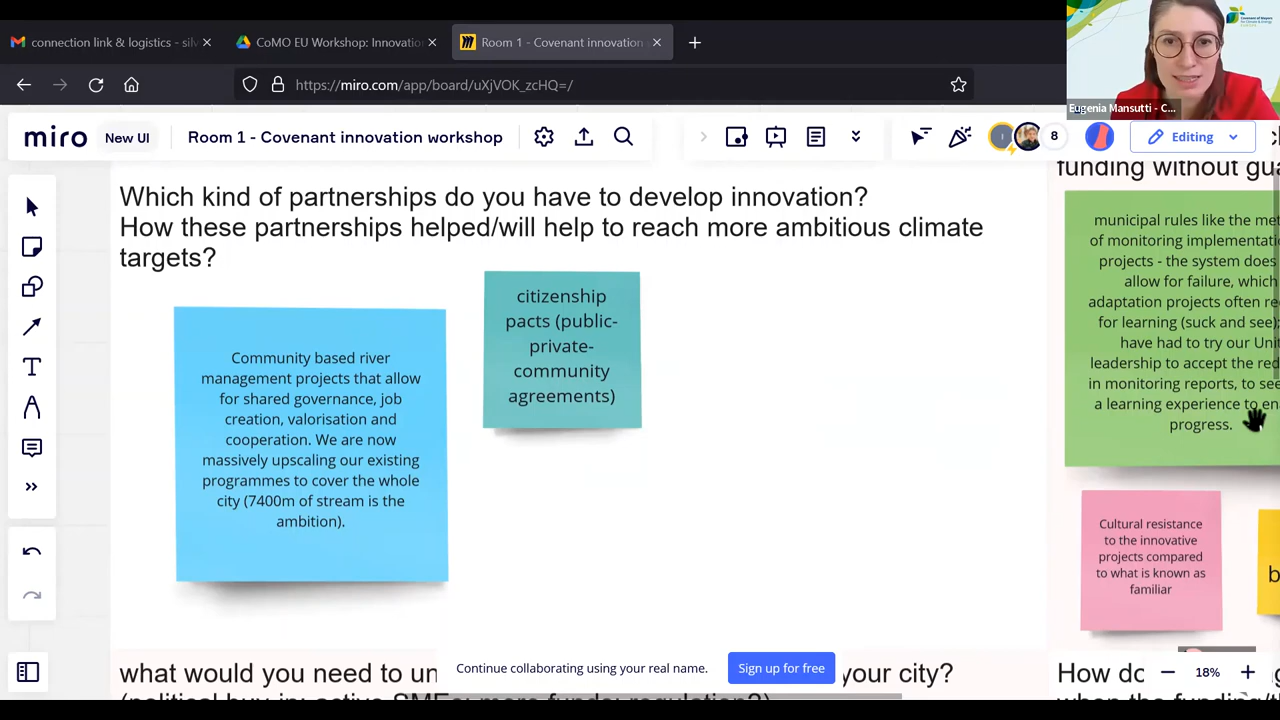 connection link & logistics - silv
CoMO EU Workshop: Innovation
Room 1 - Covenant innovation
https://miro.com/app/board/uXjVOK_zcHQ=/
Eugenia Mansutti - C...
miro
New UI
Room 1 - Covenant innovation workshop
8
Editing
Which kind of partnerships do you have to develop innovation?
How these partnerships helped/will help to reach more ambitious climate
targets?
Community based river
management projects that allow
for shared governance, job
creation, valorisation and
cooperation. We are now
massively upscaling our existing
programmes to cover the whole
city (7400m of stream is the
ambition).
citizenship
pacts (public-
private-
community
agreements)
funding without gua
municipal rules like the met
of monitoring implementati
projects - the system does
allow for failure, which
adaptation projects often re
for learning (suck and see);
have had to try our Unit
leadership to accept the red
in monitoring reports, to see
a learning experience to en
progress.
Cultural resistance
to the innovative
projects compared
to what is known as
familiar
b
what would you need to un
your city?
Continue collaborating using your real name.
Sign up for free
How do
18%